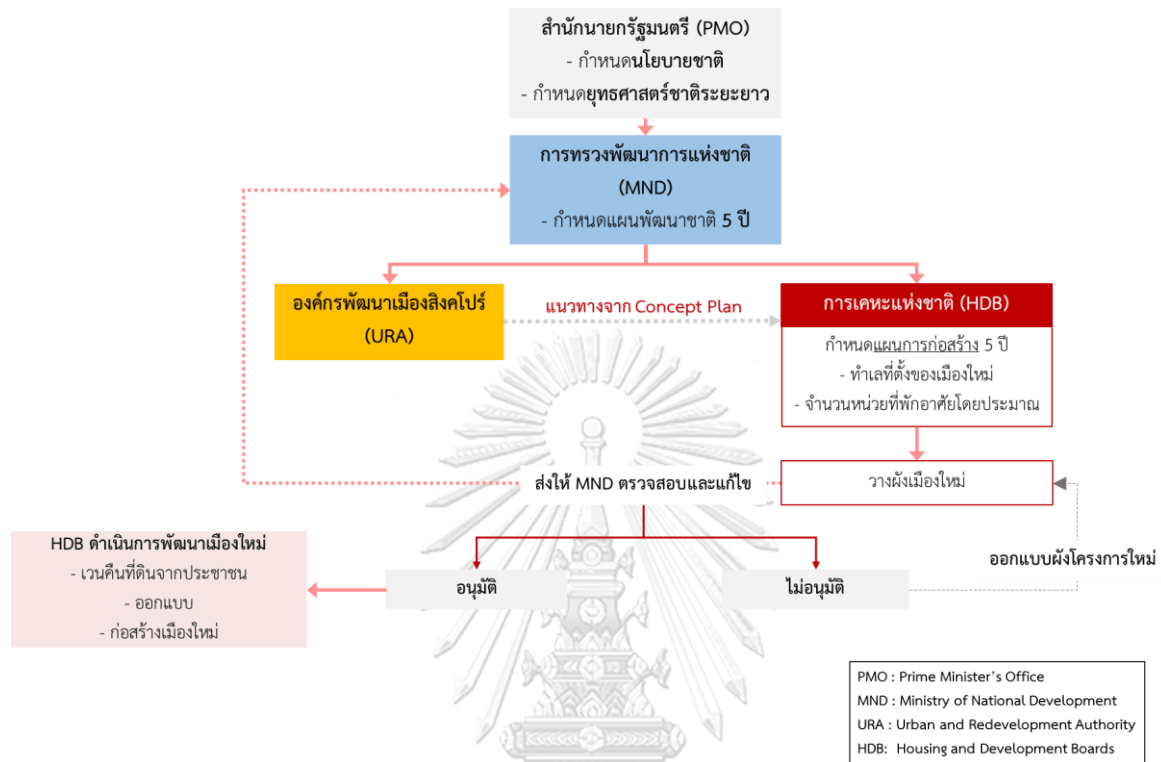 สำนักนายกรัฐมนตรี (PMO)
- กำหนดนโยบายชาติ
- กำหนดยุทธศาสตร์ชาติระยะยาว
การทรวงพัฒนาการแห่งชาติ
(MND)
- กำหนดแผนพัฒนาชาติ 5 ปี
องค์กรพัฒนาเมืองสิงคโปร์
(URA)
แนวทางจาก Concept Plan
การเคหะแห่งชาติ (HDB)
กำหนดแผนการก่อสร้าง 5 ปี
- ทำเลที่ตั้งของเมืองใหม่
- จำนวนหน่วยที่พักอาศัยโดยประมาณ
ส่งให้ MND ตรวจสอบและแก้ไข
วางผังเมืองใหม่
HDB ดำเนินการพัฒนาเมืองใหม่
- เวนคืนที่ดินจากประชาชน
- ออกแบบ
- ก่อสร้างเมืองใหม่
อนุมัติ
ไม่อนุมัติ
ออกแบบผังโครงการใหม่
PMO : Prime Minister's Office
MND : Ministry of National Development
URA : Urban and Redevelopment Authority
HDB: Housing and Development Boards